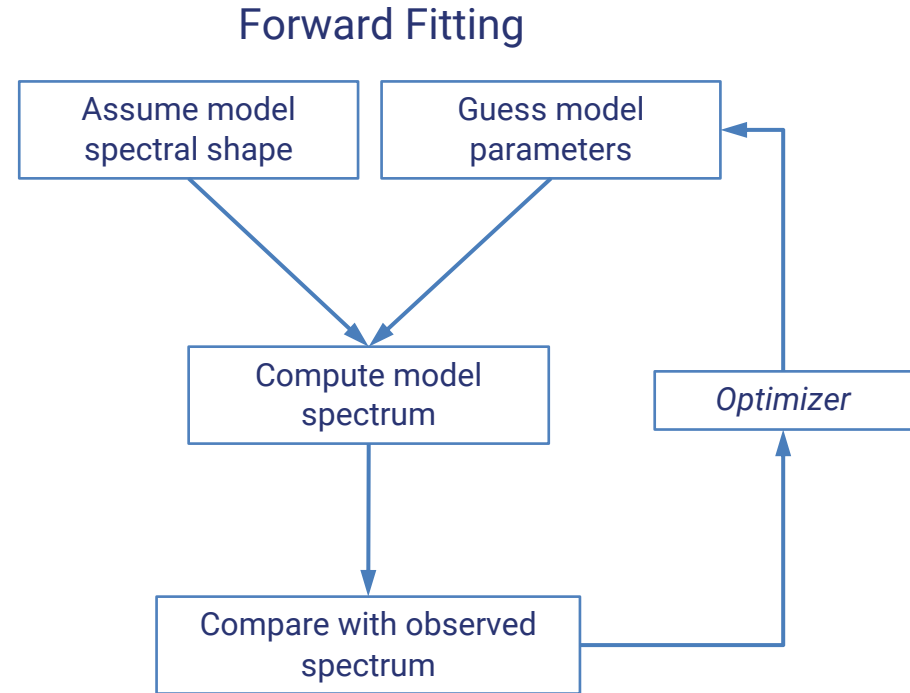 Forward Fitting
Assume model
spectral shape
Guess model
parameters
Compute model
spectrum
Optimizer
Compare with observed
spectrum